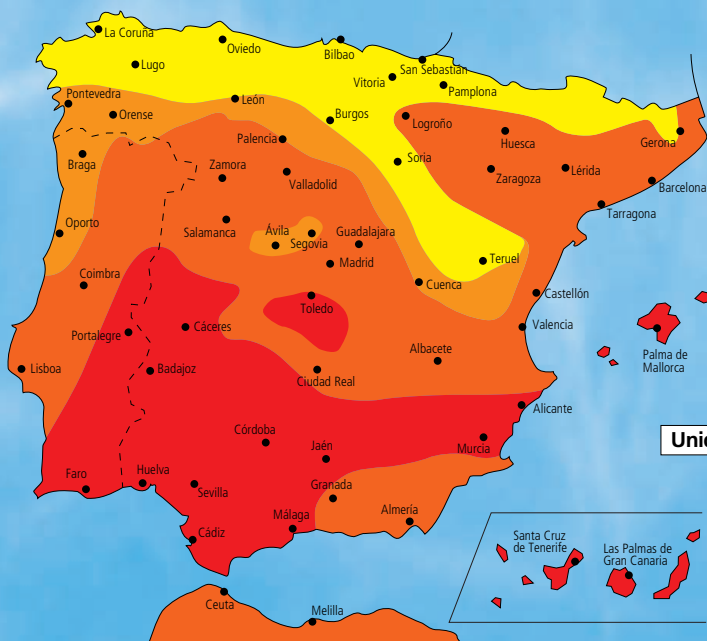 La Coruña
Oviedo
Bilbao
Lugo
San Sebastián
Vitoria
Pamplona
Pontevedra
León
Orense
Burgos
Logroño
Palencia
Huesca
Gerona
Braga
Zamora
Soria
Valladolid
Zaragoza
Lérida
Barcelona
Tarragona
Oporto
Salamanca
Ávila
Segovia
Guadalajara
Madrid
Teruel
Coimbra
Cuenca
Castellón
Toledo
Portalegre
Cáceres
Valencia
Albacete
Palma de
Mallorca
Lisboa
Badajoz
Ciudad Real
Alicante
Córdoba
Jaén
Murcia
Unid
Faro
Huelva
Sevilla
Granada
Málaga
Almería
Cádiz
Santa Cruz
de Tenerife
Las Palmas de
Gran Canaria
Ceuta
Melilla